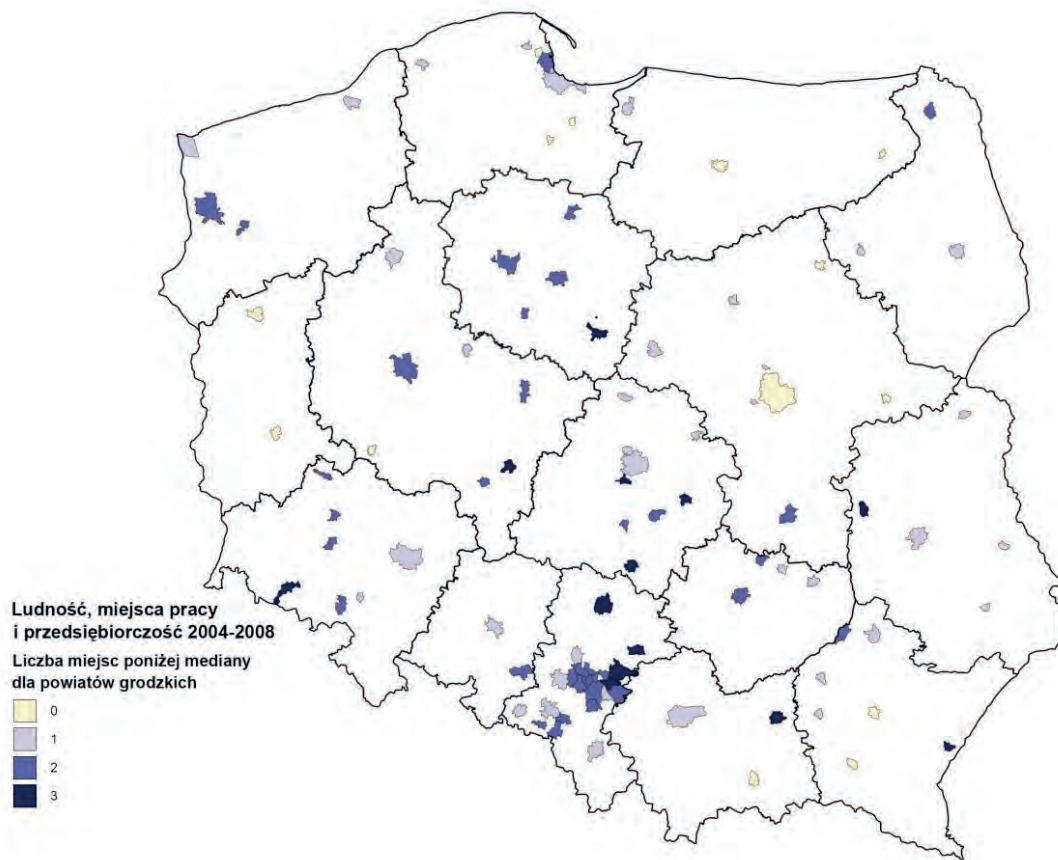 Ludność, miejsca pracy
i przedsiębiorczość 2004-2008
Liczba miejsc poniżej mediany
dla powiatów grodzkich
0
1
2
3